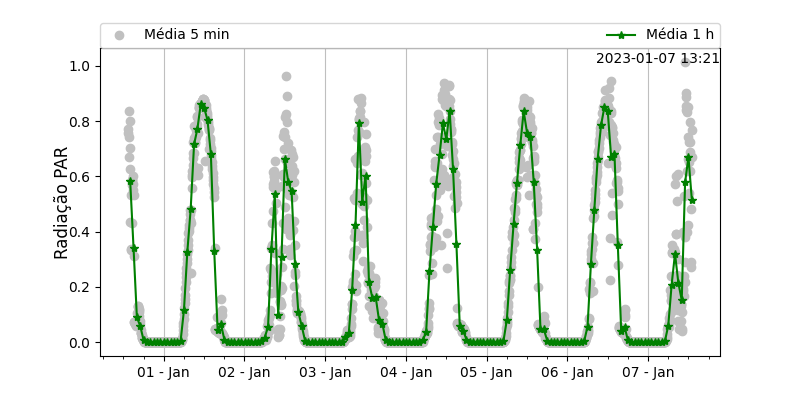 Média 5 min
Média 1 h
2023-01-07 13:21
Radiação PAR
1.0
0.8
0.6
0.4
0.2
0.0
01 - Jan
02 - Jan
03 - Jan
04 - Jan
05 - Jan
06 - Jan
07 - Jan